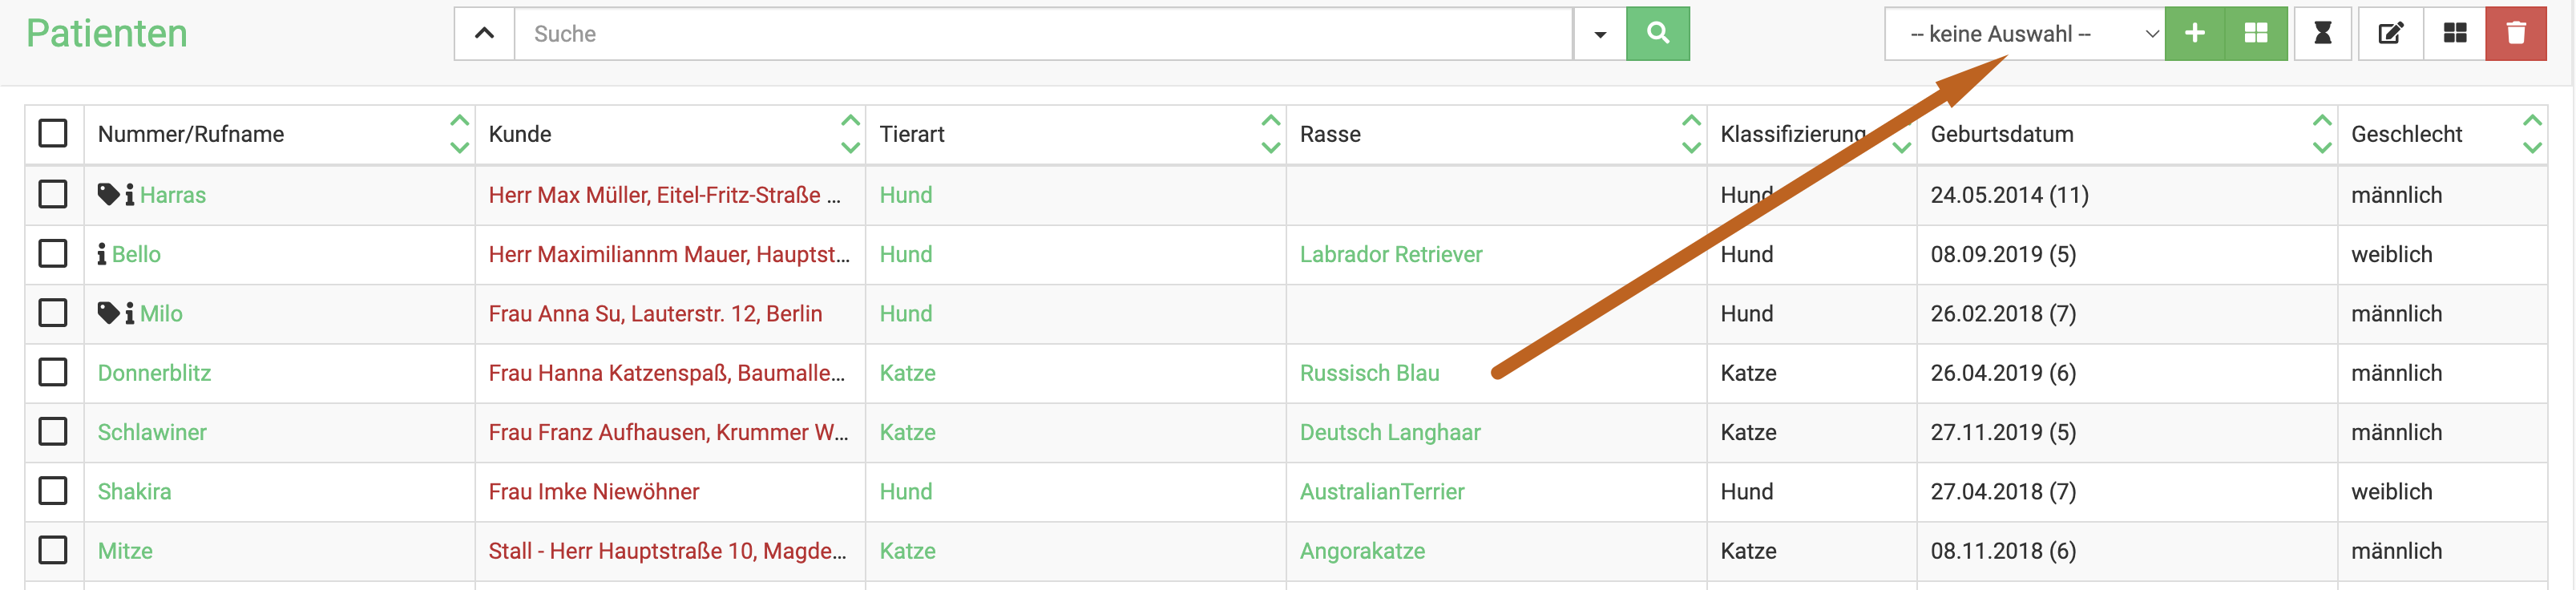 Patienten Suche -- keine Auswahl --
Nummer/Rufname Kunde Tierart Rasse Klassifizierung Geburtsdatum Geschlecht
Harras Herr Max Müller, Eitel-Fritz-Straße ... Hund Hund 24.05.2014 (11) männlich
Bello Herr Maximiliannm Mauer, Hauptst... Hund Labrador Retriever Hund 08.09.2019 (5) weiblich
Milo Frau Anna Su, Lauterstr. 12, Berlin Hund Hund 26.02.2018 (7) männlich
Donnerblitz Frau Hanna Katzenspaß, Baumalle... Katze Russisch Blau Katze 26.04.2019 (6) männlich
Schlawiner Frau Franz Aufhausen, Krummer W... Katze Deutsch Langhaar Katze 27.11.2019 (5) männlich
Shakira Frau Imke Niewöhner Hund AustralianTerrier Hund 27.04.2018 (7) weiblich
Mitze Stall - Herr Hauptstraße 10, Magde... Katze Angorakatze Katze 08.11.2018 (6) männlich